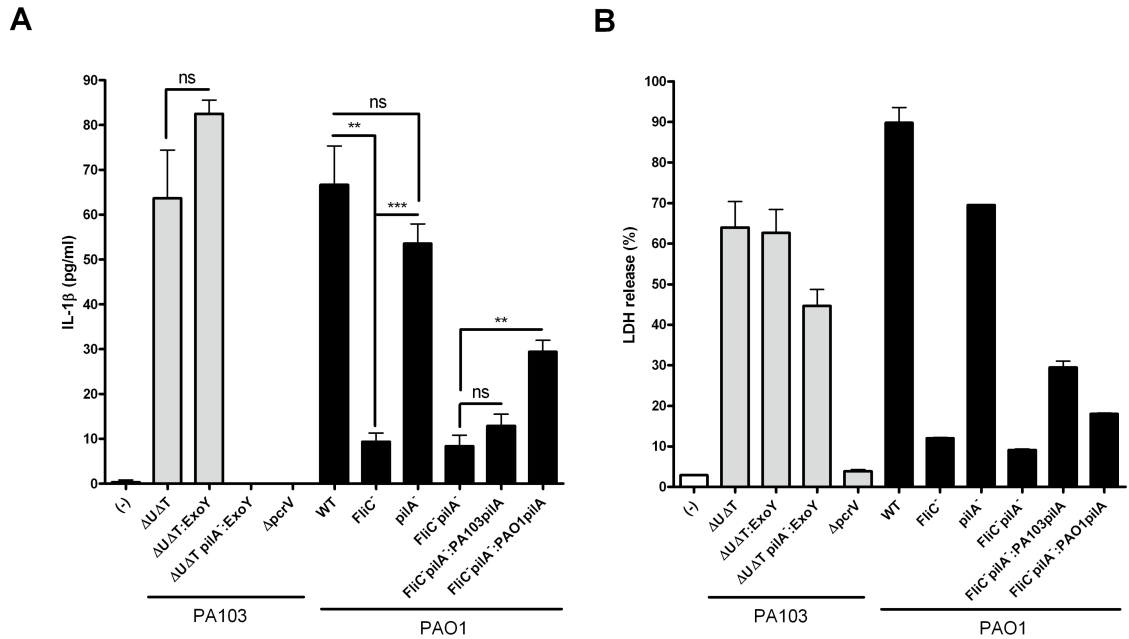 A
IL-1β (pg/ml)
90
80
70
60
50
40
30
20
10
0
ns
ns
**
***
**
ns
(-)
ΔUΔT
ΔUΔT:ExoY
ΔUΔT pilA⁻:ExoY
ΔpcrV
WT
FliC⁻
pilA⁻
FliC⁻pilA⁻
FliC⁻pilA⁻:PA103pilA
FliC⁻pilA⁻:PAO1pilA
PA103
PAO1
B
LDH release (%)
100
90
80
70
60
50
40
30
20
10
0
(-)
ΔUΔT
ΔUΔT:ExoY
ΔUΔT pilA⁻:ExoY
ΔpcrV
WT
FliC⁻
pilA⁻
FliC⁻pilA⁻
FliC⁻pilA⁻:PA103pilA
FliC⁻pilA⁻:PAO1pilA
PA103
PAO1